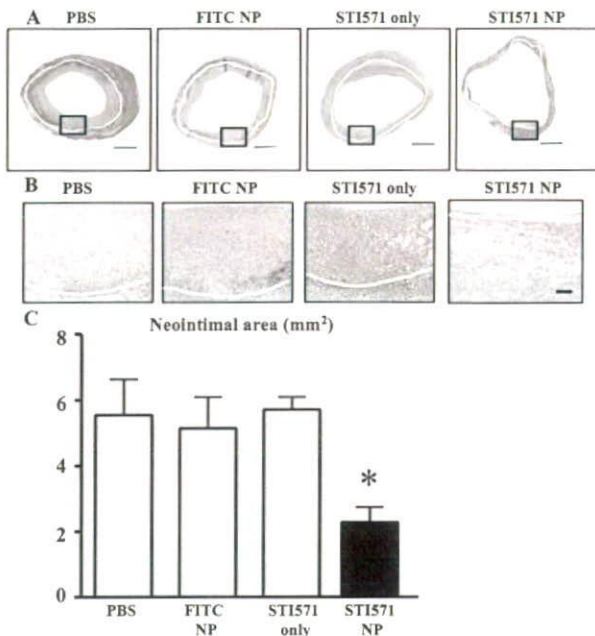 A PBS FITC NP STI571 only STI571 NP
B PBS FITC NP STI571 only STI571 NP
C Neointimal area (mm²)
8
6
4
2
0
*
PBS FITC NP STI571 only STI571 NP